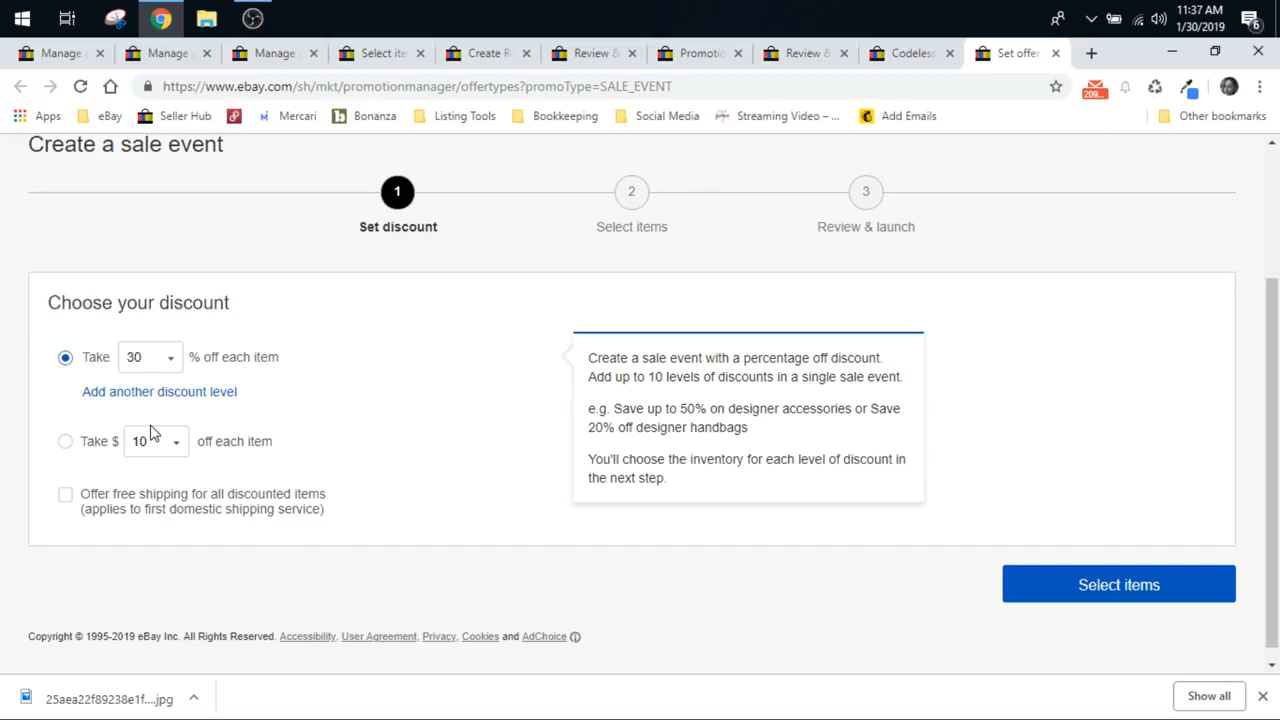 11:37 AM
1/30/2019
6
Manage
Manage
Manage
Select ite
Create R
Review &
Promotic
Review &
Codeless
Set offer
https://www.ebay.com/sh/mkt/promotionmanager/offertypes?promoType=SALE_EVENT
209...
Apps
eBay
Seller Hub
Mercari
Bonanza
Listing Tools
Bookkeeping
Social Media
Streaming Video – ...
Add Emails
Other bookmarks
Create a sale event
1
2
3
Set discount
Select items
Review & launch
Choose your discount
Take 30 % off each item
Add another discount level
Take $ 10 off each item
Offer free shipping for all discounted items
(applies to first domestic shipping service)
Create a sale event with a percentage off discount.
Add up to 10 levels of discounts in a single sale event.
e.g. Save up to 50% on designer accessories or Save
20% off designer handbags
You'll choose the inventory for each level of discount in
the next step.
Select items
Copyright © 1995-2019 eBay Inc. All Rights Reserved. Accessibility, User Agreement, Privacy, Cookies and AdChoice
25aea22f89238e1f....jpg
Show all